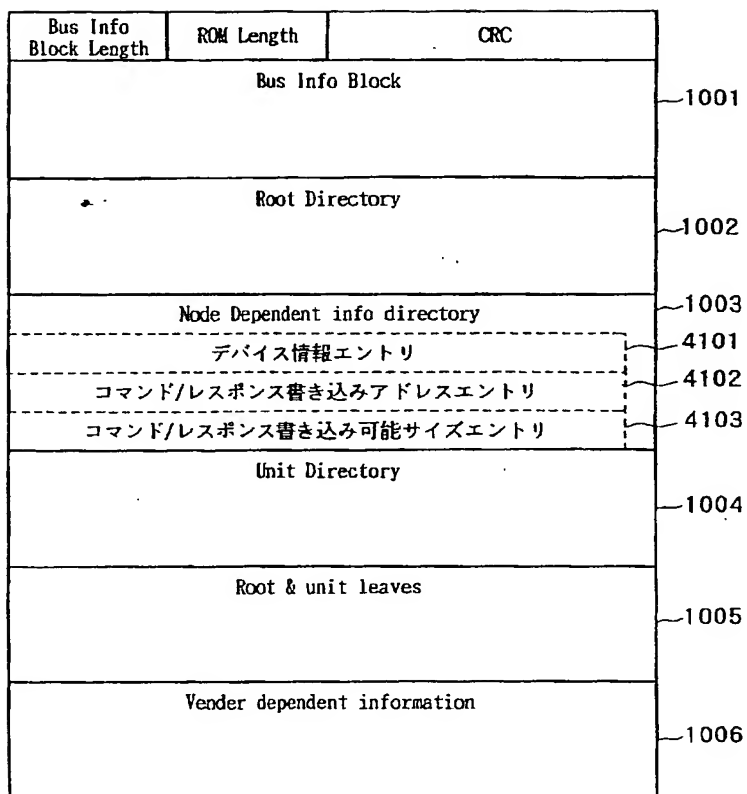 Bus Info
Block Length
ROM Length
CRC
Bus Info Block
1001
Root Directory
1002
Node Dependent info directory
1003
デバイス情報エントリ
4101
コマンド/レスポンス書き込みアドレスエントリ
4102
コマンド/レスポンス書き込み可能サイズエントリ
4103
Unit Directory
1004
Root & unit leaves
1005
Vender dependent information
1006